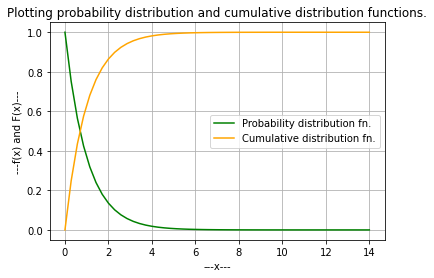 Plotting probability distribution and cumulative distribution functions.
1.0
0.8
0.6
0.4
0.2
0.0
---f(x) and F(x)---
Probability distribution fn.
Cumulative distribution fn.
0 2 4 6 8 10 12 14
---x---